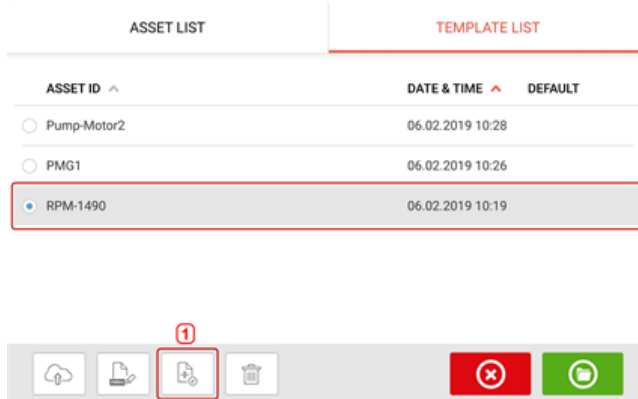 ASSET LIST TEMPLATE LIST
ASSET ID DATE & TIME DEFAULT
Pump-Motor2 06.02.2019 10:28
PMG1 06.02.2019 10:26
RPM-1490 06.02.2019 10:19
1